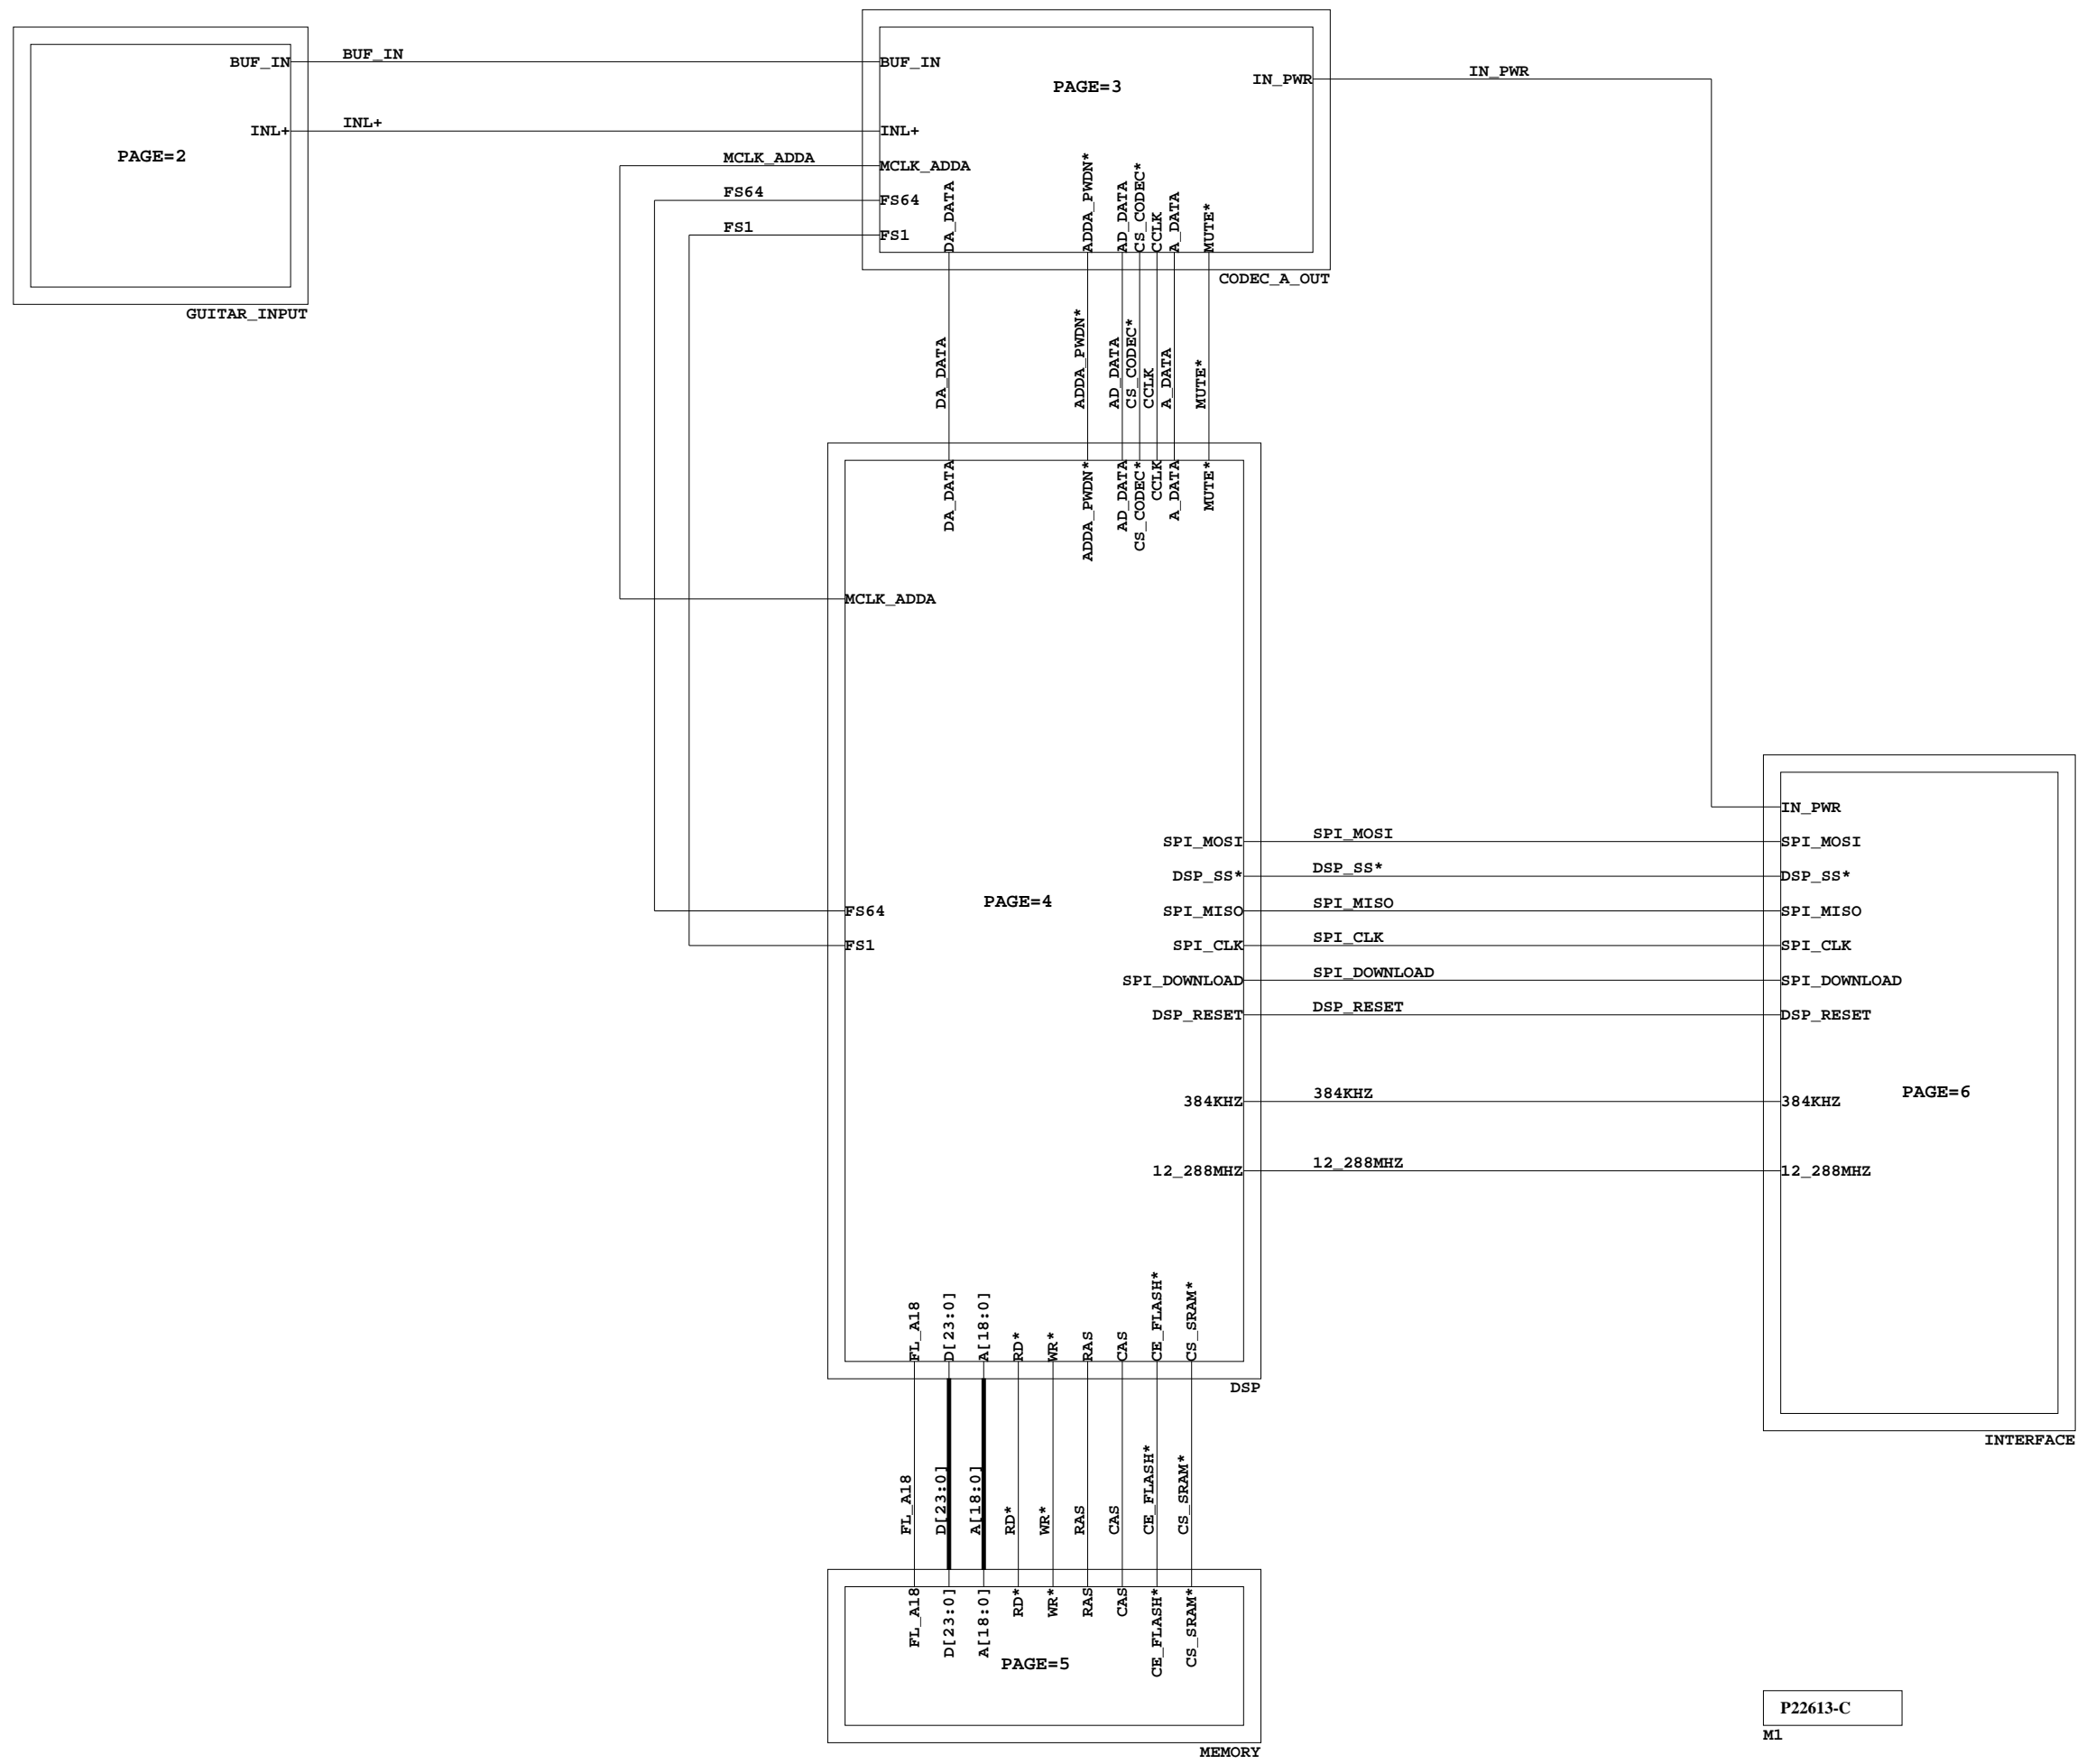 BUF_IN
BUF_IN
BUF_IN
PAGE=3
IN_PWR
IN_PWR
INL+
INL+
INL+
PAGE=2
MCLK_ADDA
MCLK_ADDA
FS64
FS64
FS1
FS1
DA_DATA
ADDA_PWDN*
AD_DATA
CS_CODEC*
CCLK
A_DATA
MUTE*
CODEC_A_OUT
GUITAR_INPUT
DA_DATA
ADDA_PWDN*
AD_DATA
CS_CODEC*
CCLK
A_DATA
MUTE*
DA_DATA
ADDA_PWDN*
AD_DATA
CS_CODEC*
CCLK
A_DATA
MUTE*
MCLK_ADDA
IN_PWR
SPI_MOSI
SPI_MOSI
SPI_MOSI
DSP_SS*
DSP_SS*
DSP_SS*
PAGE=4
FS64
SPI_MISO
SPI_MISO
SPI_MISO
FS1
SPI_CLK
SPI_CLK
SPI_CLK
SPI_DOWNLOAD
SPI_DOWNLOAD
SPI_DOWNLOAD
DSP_RESET
DSP_RESET
DSP_RESET
384KHZ
384KHZ
384KHZ
PAGE=6
12_288MHZ
12_288MHZ
12_288MHZ
FL_A18
D[23:0]
A[18:0]
RD*
WR*
RAS
CAS
CE_FLASH*
CS_SRAM*
DSP
INTERFACE
FL_A18
D[23:0]
A[18:0]
RD*
WR*
RAS
CAS
CE_FLASH*
CS_SRAM*
FL_A18
D[23:0]
A[18:0]
RD*
WR*
RAS
CAS
CE_FLASH*
CS_SRAM*
PAGE=5
MEMORY
P22613-C
M1